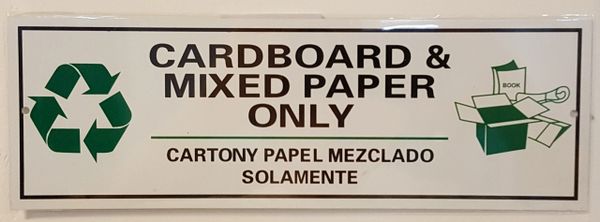 CARDBOARD &
MIXED PAPER
ONLY
BOOK
CARTONY PAPEL MEZCLADO
SOLAMENTE